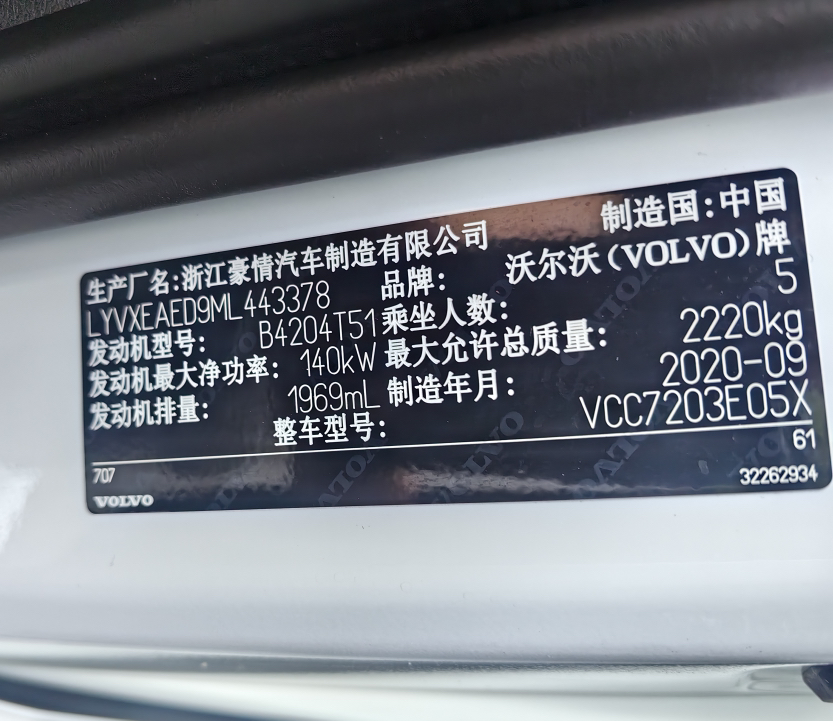 生产厂名:浙江豪情汽车制造有限公司 制造国:中国
LYVXEAED9ML443378 品牌: 沃尔沃(VOLVO)牌
发动机型号: B4204T51 乘坐人数: 5
发动机最大净功率: 140kW 最大允许总质量: 2220kg
发动机排量: 1969mL 制造年月: 2020-09
整车型号: VCC7203E05X
707 61
VOLVO 32262934